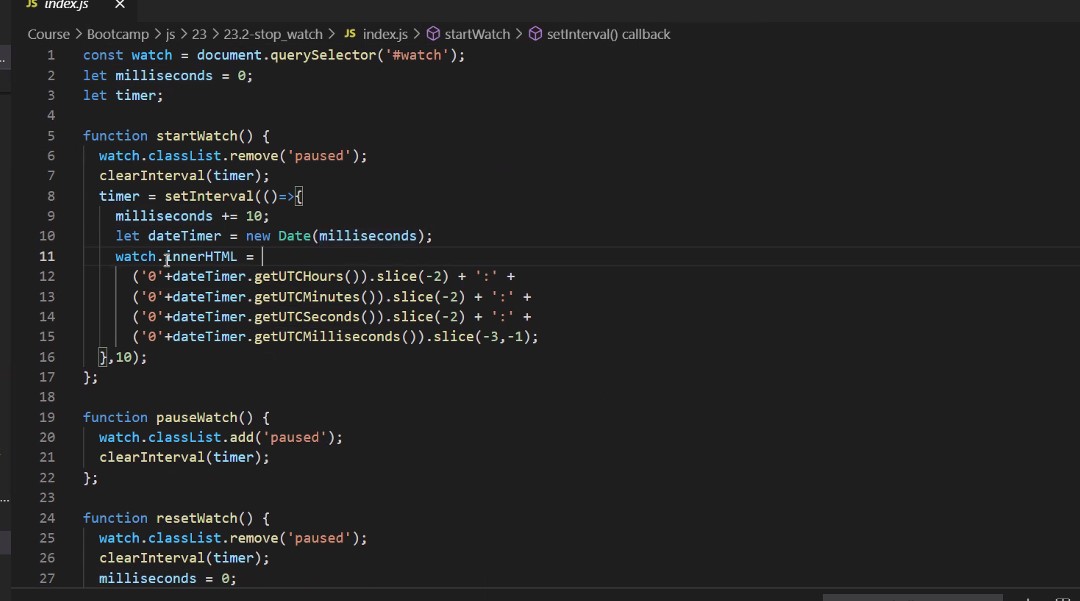 JS index.js ×
Course > Bootcamp > js > 23 > 23.2-stop_watch > JS index.js > startWatch > setInterval() callback
1 const watch = document.querySelector('#watch');
2 let milliseconds = 0;
3 let timer;
4
5 function startWatch() {
6 watch.classList.remove('paused');
7 clearInterval(timer);
8 timer = setInterval(()=>{
9 milliseconds += 10;
10 let dateTimer = new Date(milliseconds);
11 watch.innerHTML =
12 ('0'+dateTimer.getUTCHours()).slice(-2) + ':' +
13 ('0'+dateTimer.getUTCMinutes()).slice(-2) + ':' +
14 ('0'+dateTimer.getUTCSeconds()).slice(-2) + ':' +
15 ('0'+dateTimer.getUTCMilliseconds()).slice(-3,-1);
16 },10);
17 };
18
19 function pauseWatch() {
20 watch.classList.add('paused');
21 clearInterval(timer);
22 };
23
24 function resetWatch() {
25 watch.classList.remove('paused');
26 clearInterval(timer);
27 milliseconds = 0;